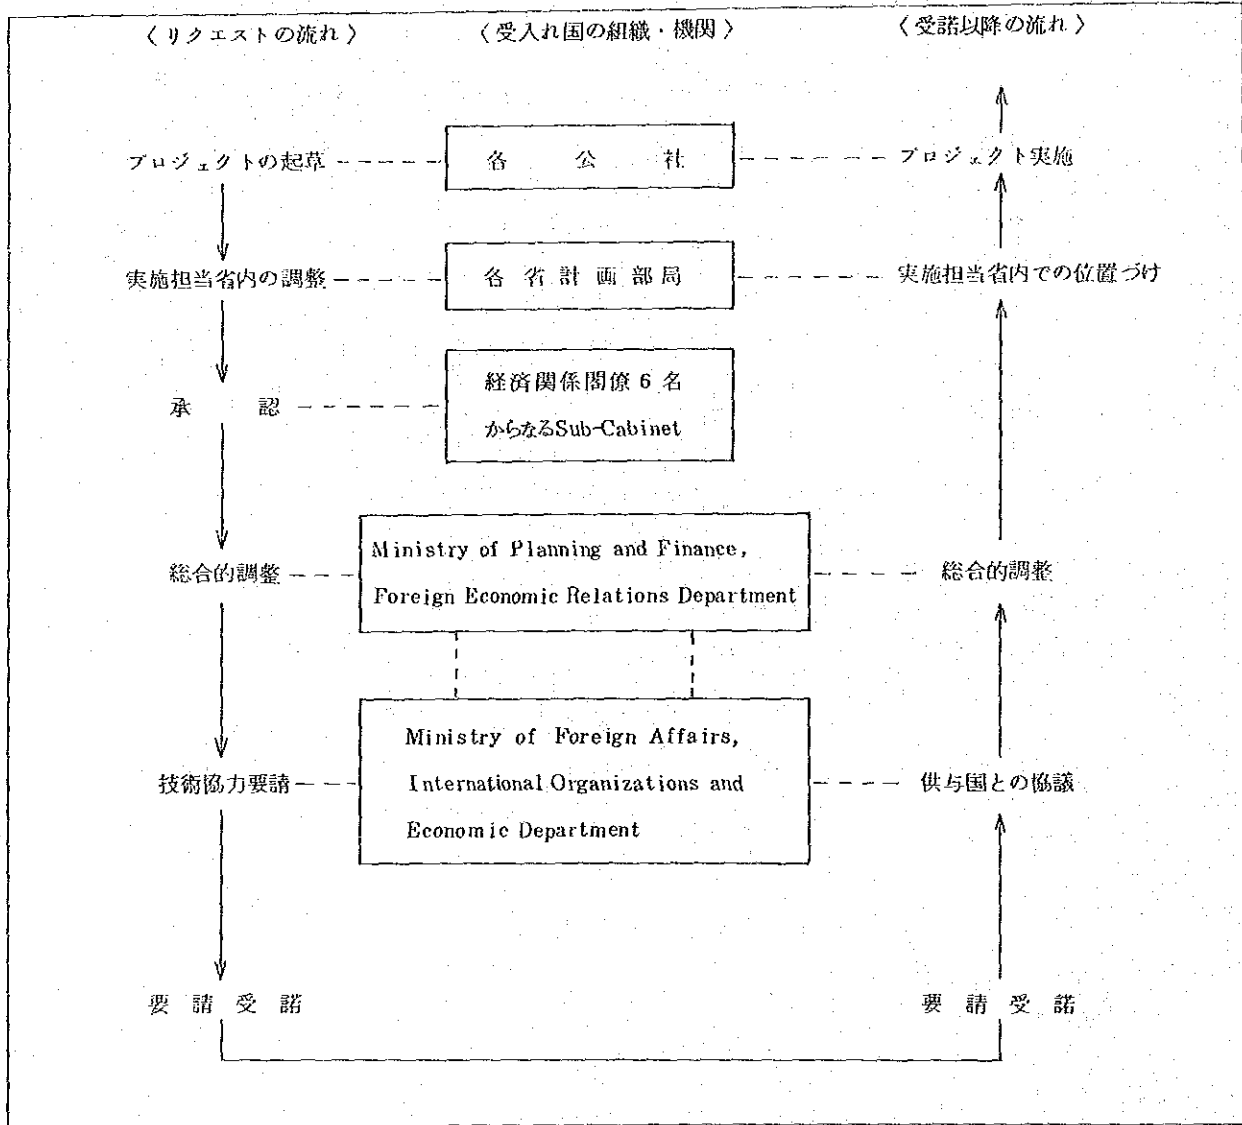 〈リクエストの流れ〉 〈受入れ国の組織・機関〉 〈受諾以降の流れ〉
プロジェクトの起草 各公社 プロジェクト実施
実施担当省内の調整 各省計画部局 実施担当省内での位置づけ
経済関係閣僚6名
承認
からなるSub-Cabinet
Ministry of Planning and Finance,
総合的調整 総合的調整
Foreign Economic Relations Department
Ministry of Foreign Affairs,
技術協力要請 International Organizations and 供与国との協議
Economic Department
要請受諾 要請受諾